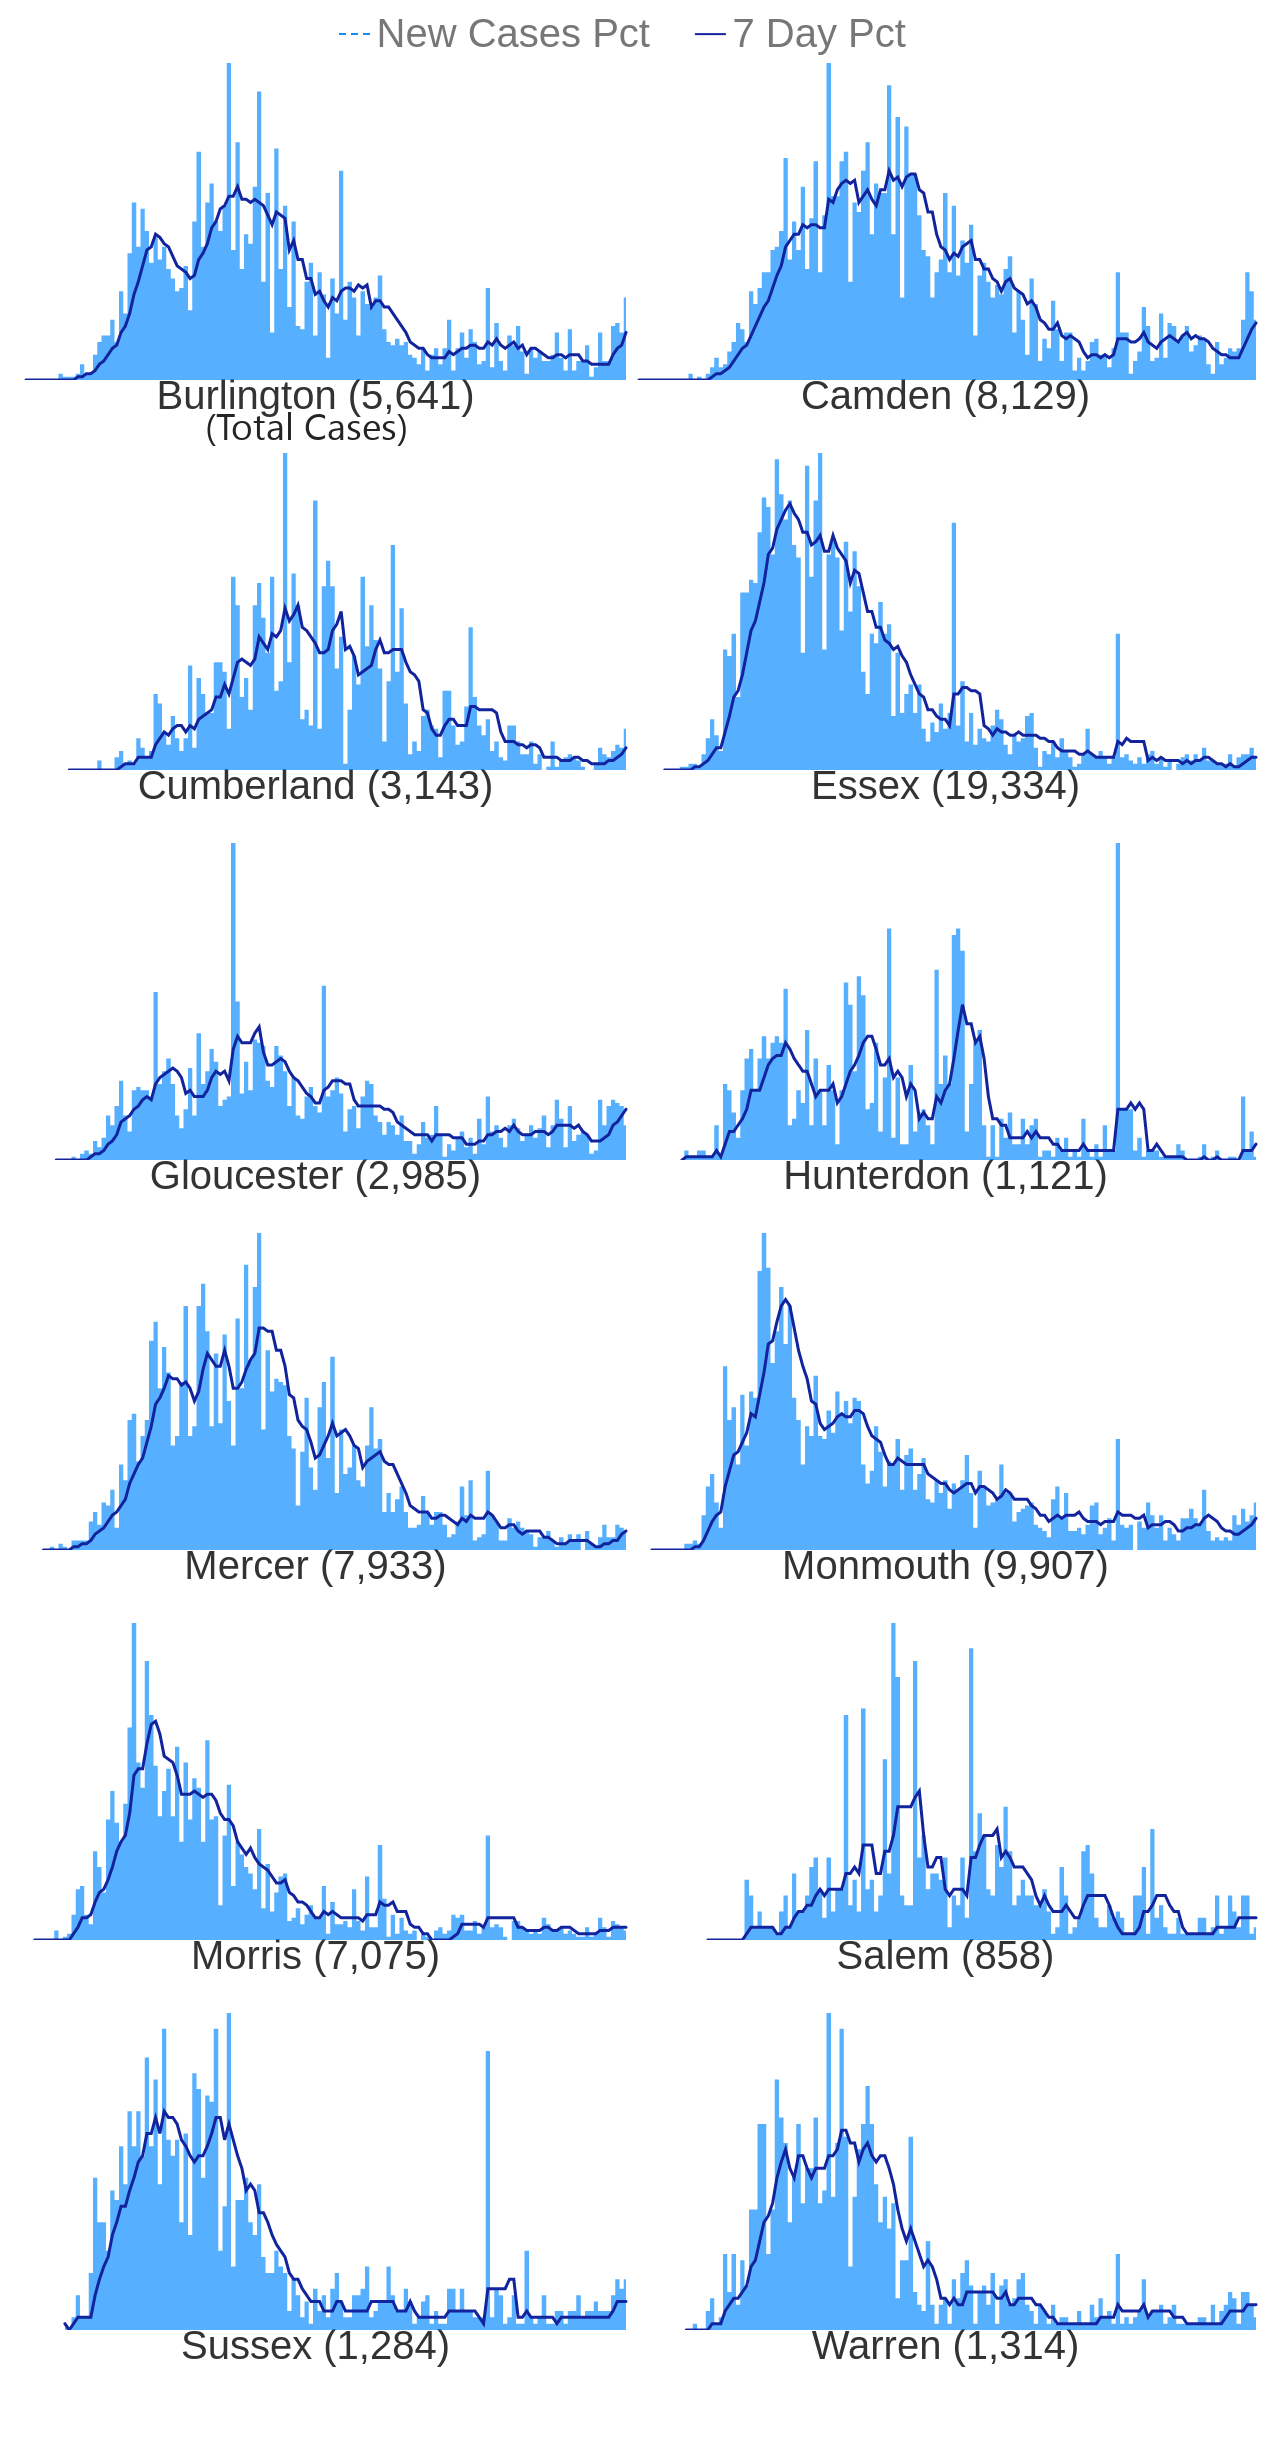 New Cases Pct 7 Day Pct
Burlington (5,641) Camden (8,129)
(Total Cases)
Cumberland (3,143) Essex (19,334)
Gloucester (2,985) Hunterdon (1,121)
Mercer (7,933) Monmouth (9,907)
Morris (7,075) Salem (858)
Sussex (1,284) Warren (1,314)